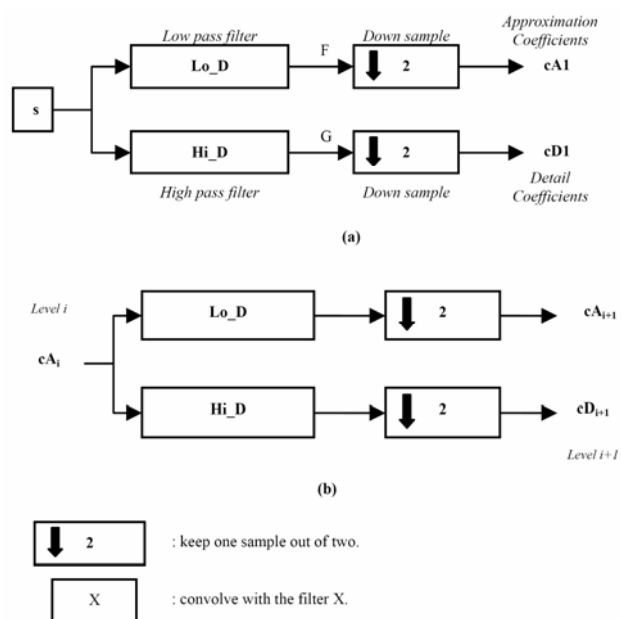 Low pass filter F Down sample Approximation Coefficients
Lo_D 2 cA1
s
G
Hi_D 2 cD1
High pass filter Down sample Detail Coefficients
(a)
Level i
Lo_D 2 cAi+1
cAi
Hi_D 2 cDi+1
Level i+1
(b)
2 : keep one sample out of two.
X : convolve with the filter X.